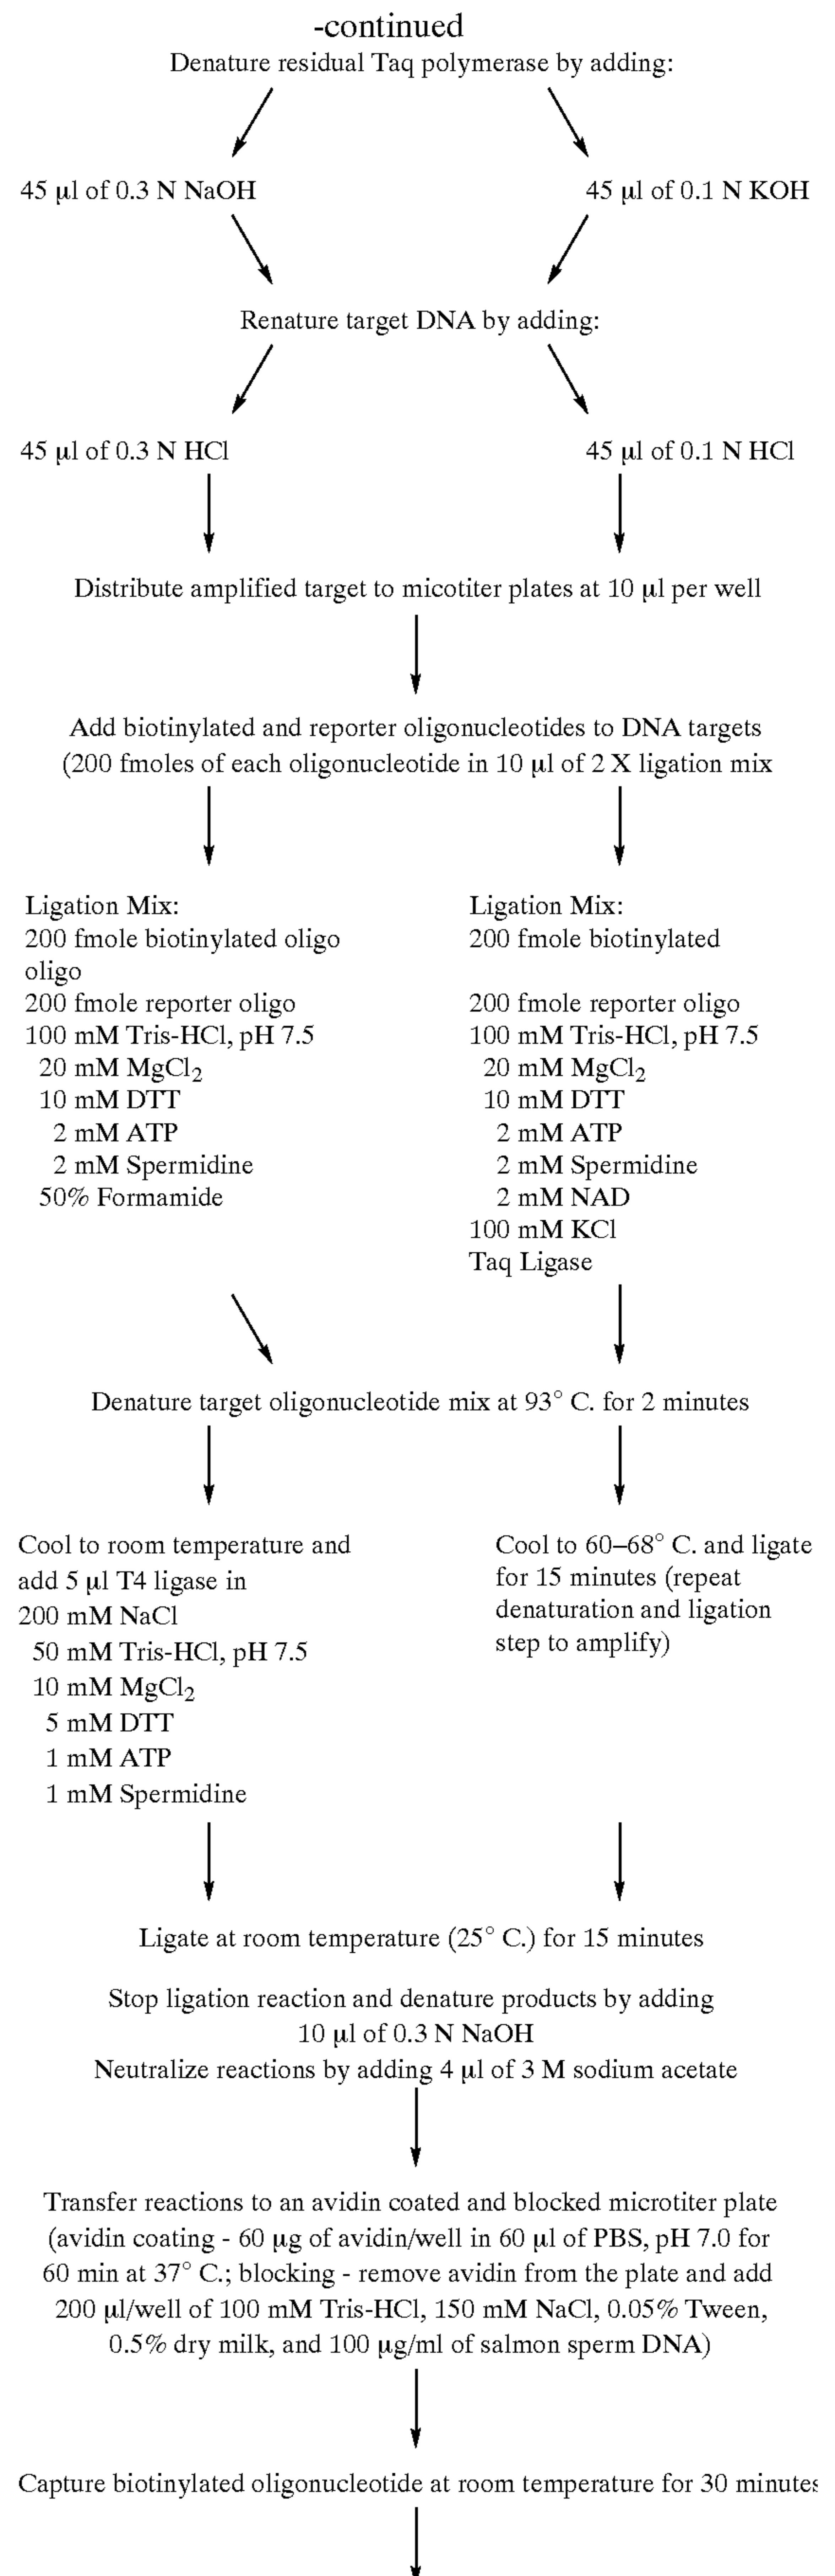 -continued
Denature residual Taq polymerase by adding:
45 µl of 0.3 N NaOH
45 µl of 0.1 N KOH
Renature target DNA by adding:
45 µl of 0.3 N HCl
45 µl of 0.1 N HCl
Distribute amplified target to micotiter plates at 10 µl per well
Add biotinylated and reporter oligonucleotides to DNA targets
(200 fmoles of each oligonucleotide in 10 µl of 2 X ligation mix
Ligation Mix:
200 fmole biotinylated oligo
oligo
200 fmole reporter oligo
100 mM Tris-HCl, pH 7.5
20 mM MgCl₂
10 mM DTT
2 mM ATP
2 mM Spermidine
50% Formamide
Ligation Mix:
200 fmole biotinylated
200 fmole reporter oligo
100 mM Tris-HCl, pH 7.5
20 mM MgCl₂
10 mM DTT
2 mM ATP
2 mM Spermidine
2 mM NAD
100 mM KCl
Taq Ligase
Denature target oligonucleotide mix at 93° C. for 2 minutes
Cool to room temperature and
add 5 µl T4 ligase in
200 mM NaCl
50 mM Tris-HCl, pH 7.5
10 mM MgCl₂
5 mM DTT
1 mM ATP
1 mM Spermidine
Cool to 60–68° C. and ligate
for 15 minutes (repeat
denaturation and ligation
step to amplify)
Ligate at room temperature (25° C.) for 15 minutes
Stop ligation reaction and denature products by adding
10 µl of 0.3 N NaOH
Neutralize reactions by adding 4 µl of 3 M sodium acetate
Transfer reactions to an avidin coated and blocked microtiter plate
(avidin coating - 60 µg of avidin/well in 60 µl of PBS, pH 7.0 for
60 min at 37° C.; blocking - remove avidin from the plate and add
200 µl/well of 100 mM Tris-HCl, 150 mM NaCl, 0.05% Tween,
0.5% dry milk, and 100 µg/ml of salmon sperm DNA)
Capture biotinylated oligonucleotide at room temperature for 30 minutes